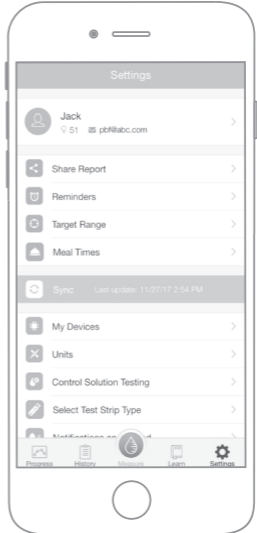 Settings
Jack
51 pbf@abc.com
Share Report
Reminders
Target Range
Meal Times
Sync Last update: 11/27/17 2:54 PM
My Devices
Units
Control Solution Testing
Select Test Strip Type
Notifications
Progress History Measure Learn Settings